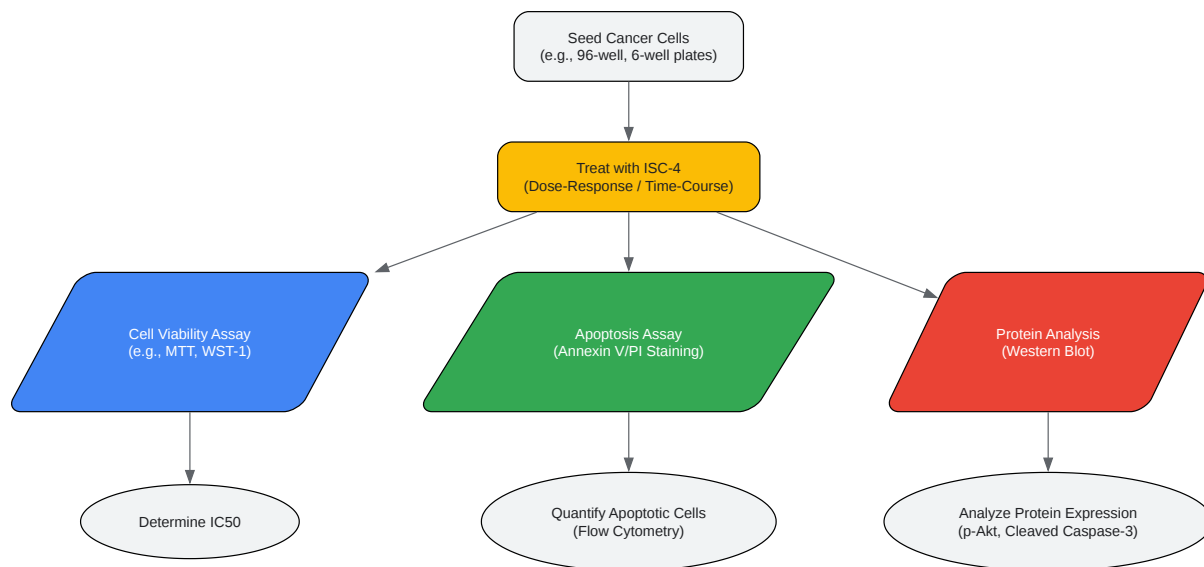 Seed Cancer Cells
(e.g., 96-well, 6-well plates)
Treat with ISC-4
(Dose-Response / Time-Course)
Cell Viability Assay
(e.g., MTT, WST-1)
Apoptosis Assay
(Annexin V/PI Staining)
Protein Analysis
(Western Blot)
Determine IC50
Quantify Apoptotic Cells
(Flow Cytometry)
Analyze Protein Expression
(p-Akt, Cleaved Caspase-3)